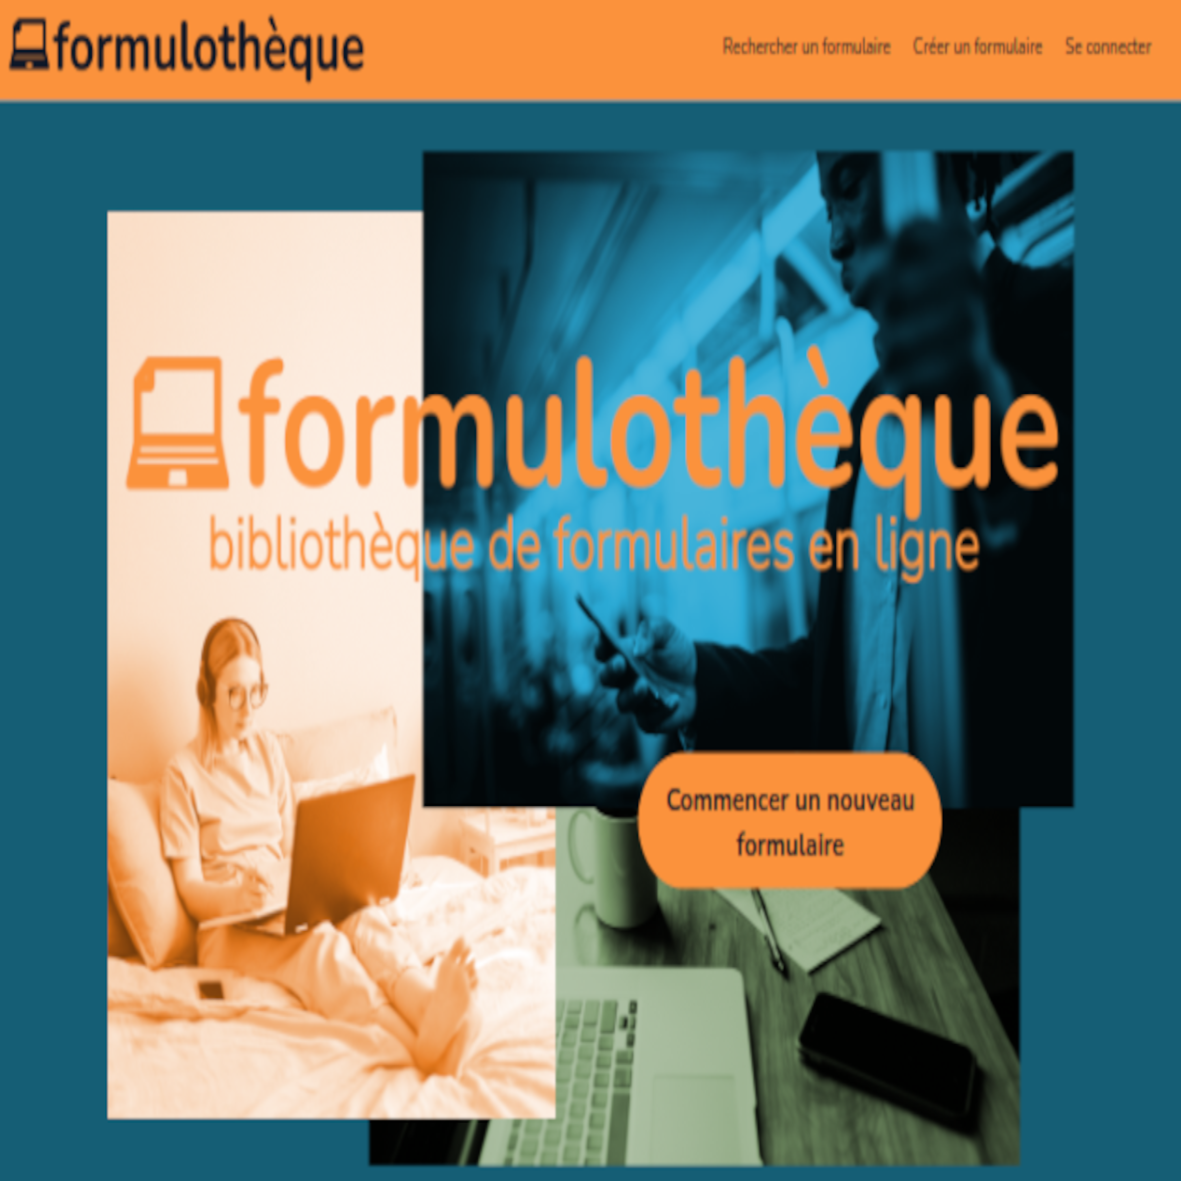 formulothèque
Rechercher un formulaire Créer un formulaire Se connecter
formulothèque
bibliothèque de formulaires en ligne
Commencer un nouveau
formulaire